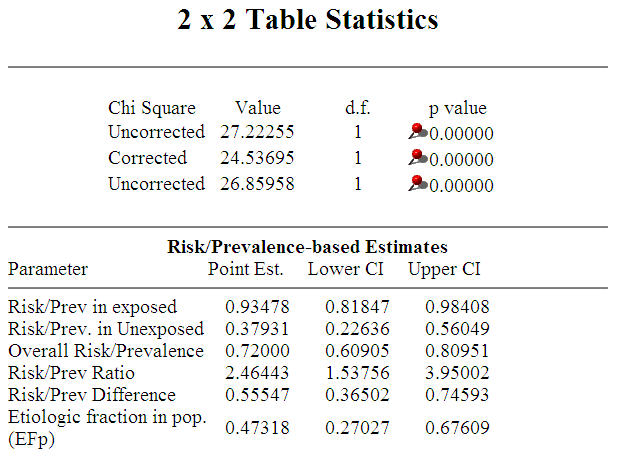 2 x 2 Table Statistics
Chi Square Value d.f. p value
Uncorrected 27.22255 1 0.00000
Corrected 24.53695 1 0.00000
Uncorrected 26.85958 1 0.00000
Risk/Prevalence-based Estimates
Parameter Point Est. Lower CI Upper CI
Risk/Prev in exposed 0.93478 0.81847 0.98408
Risk/Prev. in Unexposed 0.37931 0.22636 0.56049
Overall Risk/Prevalence 0.72000 0.60905 0.80951
Risk/Prev Ratio 2.46443 1.53756 3.95002
Risk/Prev Difference 0.55547 0.36502 0.74593
Etiologic fraction in pop.
(EFp) 0.47318 0.27027 0.67609